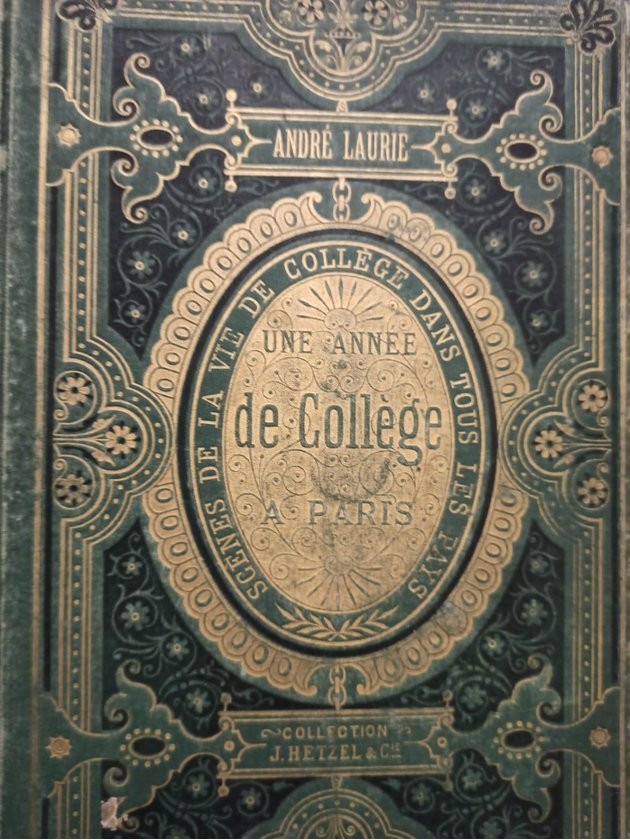 ANDRÉ LAURIE
SCÈNES DE LA VIE DE COLLÈGE DANS TOUS LES PAYS
UNE ANNÉE
de Collège
A PARIS
COLLECTION
J. HETZEL & Cie